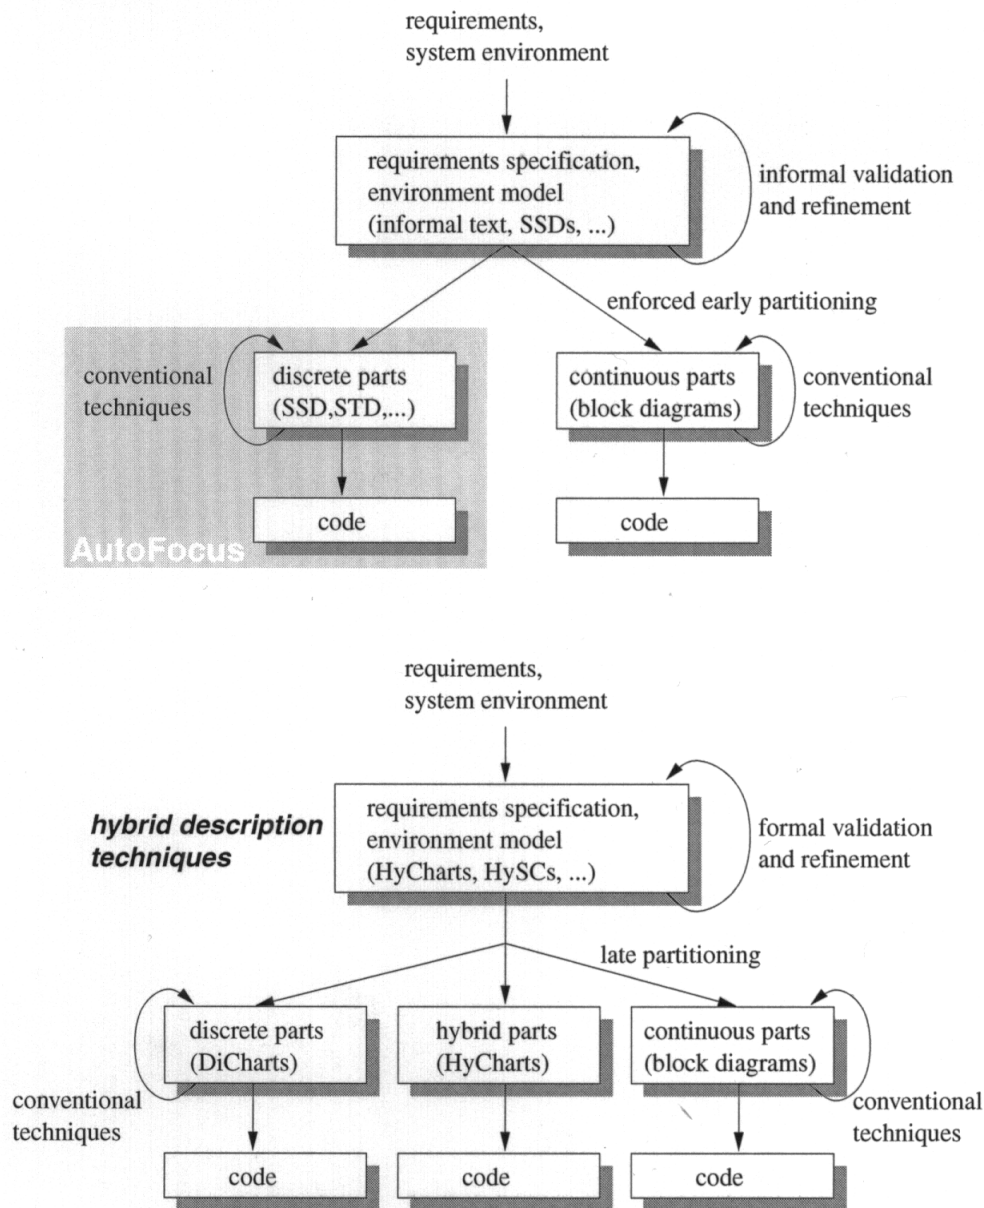 requirements,
system environment
requirements specification,
environment model
(informal text, SSDs, ...)
informal validation
and refinement
enforced early partitioning
conventional
techniques
discrete parts
(SSD,STD,...)
continuous parts
(block diagrams)
conventional
techniques
code
code
AutoFocus
requirements,
system environment
hybrid description
techniques
requirements specification,
environment model
(HyCharts, HySCs, ...)
formal validation
and refinement
late partitioning
discrete parts
(DiCharts)
hybrid parts
(HyCharts)
continuous parts
(block diagrams)
conventional
techniques
conventional
techniques
code
code
code